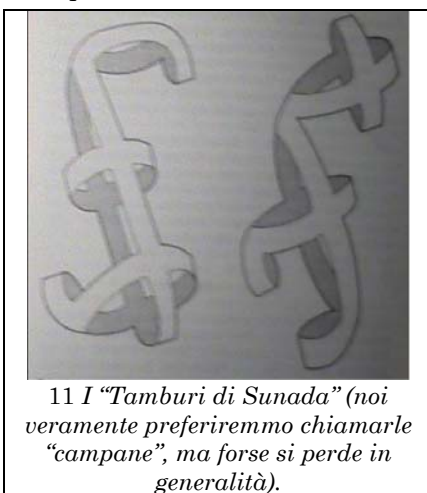 11 I “Tamburi di Sunada” (noi
veramente preferiremmo chiamarle
“campane”, ma forse si perde in
generalità).